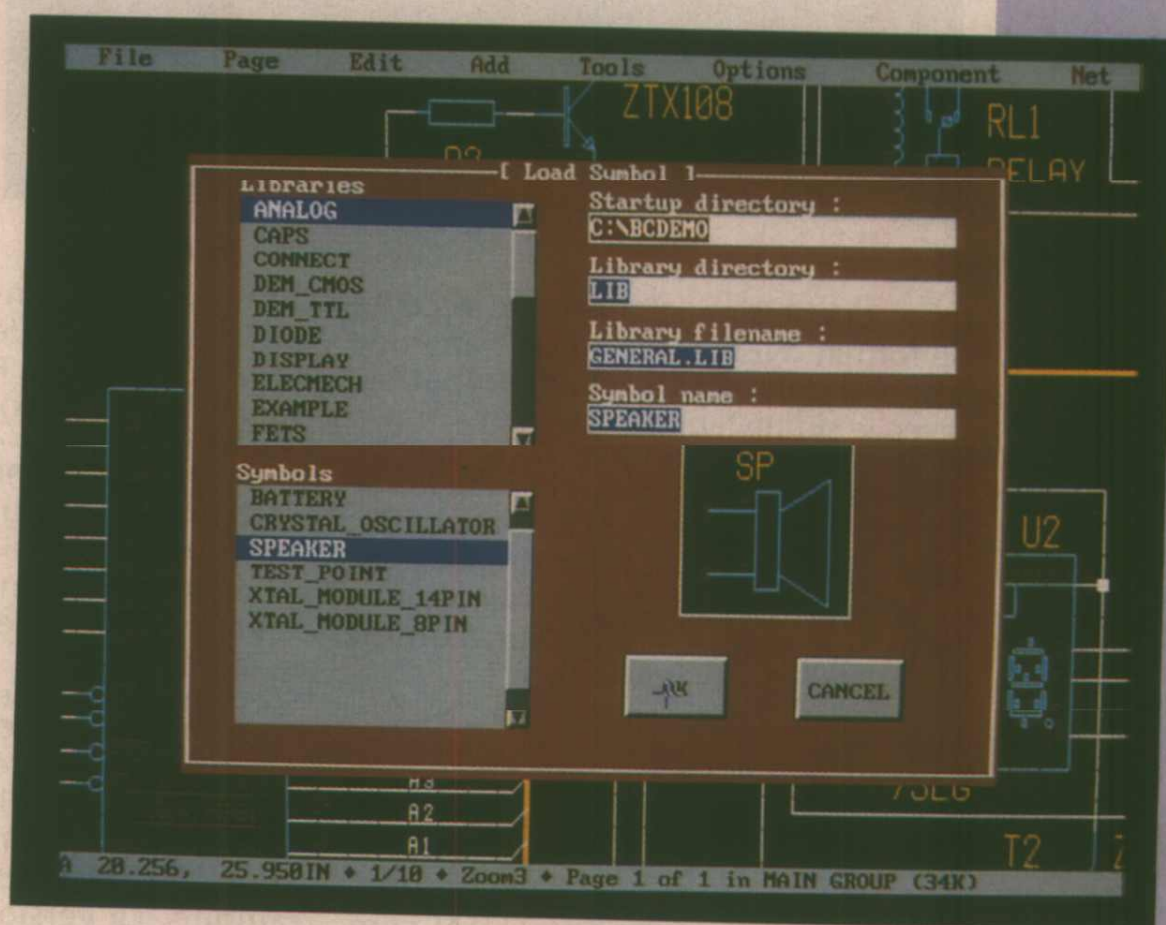 File Page Edit Add Tools Options Component Net
ZTX108
RL1
RELAY
[ Load Symbol ]
Libraries
ANALOG
CAPS
CONNECT
DEM_CMOS
DEM_TTL
DIODE
DISPLAY
ELECMECH
EXAMPLE
FETS
Startup directory :
C:\BCDEMO
Library directory :
LIB
Library filename :
GENERAL.LIB
Symbol name :
SPEAKER
Symbols
BATTERY
CRYSTAL_OSCILLATOR
SPEAKER
TEST_POINT
XTAL_MODULE_14PIN
XTAL_MODULE_8PIN
SP
U2
CANCEL
A3
A2
A1
7SEG
T2
A 20.256, 25.950IN ♦ 1/10 ♦ Zoom3 ♦ Page 1 of 1 in MAIN GROUP (34K)